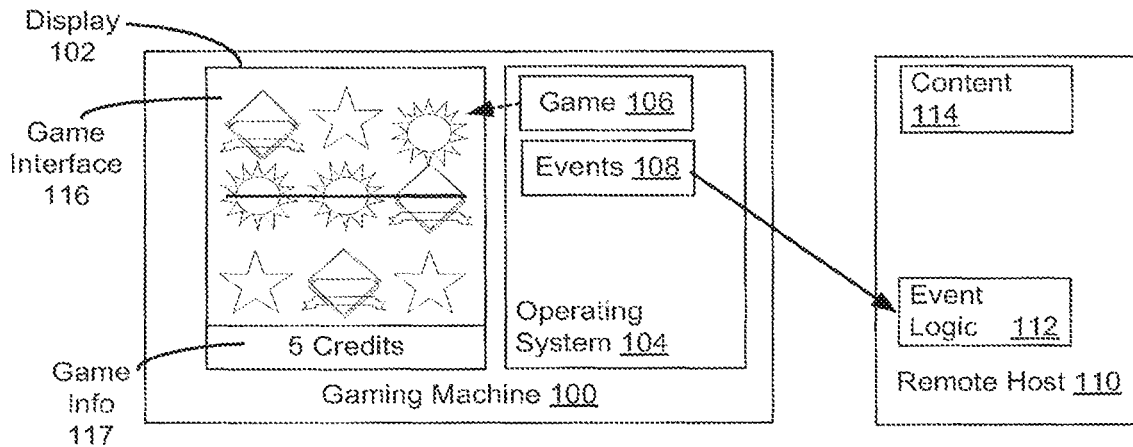 Display
102
Game
Interface
116
Game
Info
117
5 Credits
Game 106
Events 108
Operating
System 104
Gaming Machine 100
Content
114
Event
Logic 112
Remote Host 110